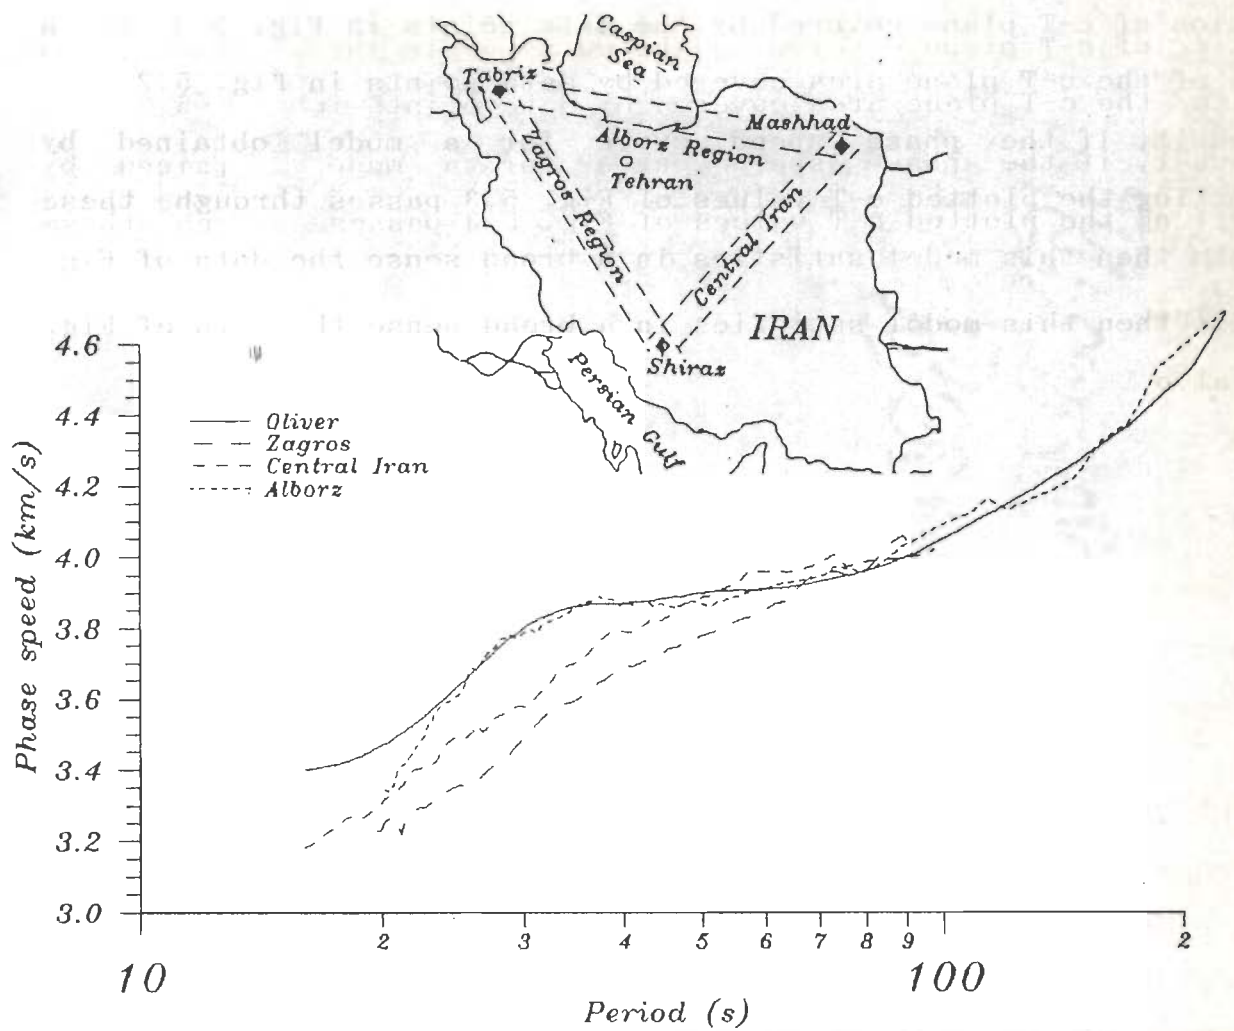 Caspian
Sea
Tabriz
Mashhad
Alborz Region
Tehran
Zagros Region
Central Iran
IRAN
Shiraz
Persian Gulf
Oliver
Zagros
Central Iran
Alborz
Phase speed (km/s)
4.6
4.4
4.2
4.0
3.8
3.6
3.4
3.2
3.0
2 3 4 5 6 7 8 9 2
10 100
Period (s)